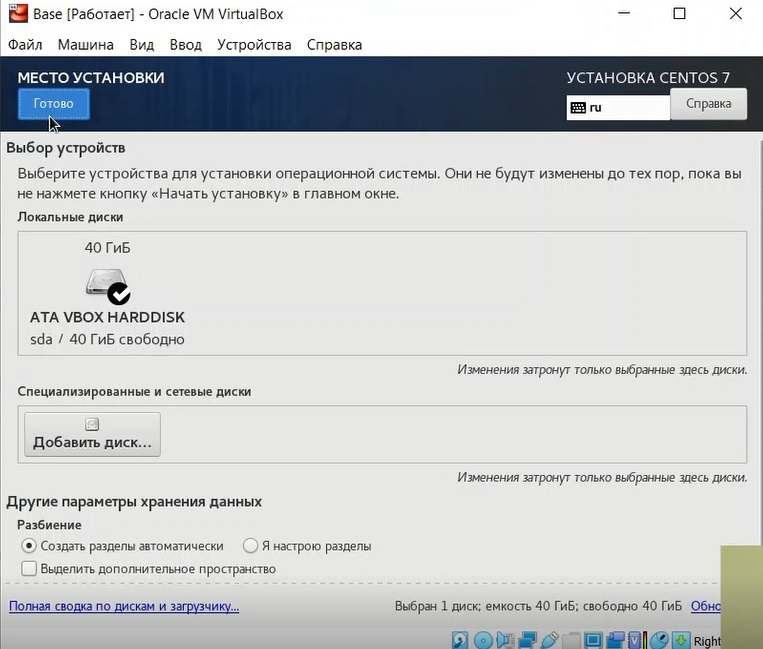 Base [Работает] - Oracle VM VirtualBox
Файл Машина Вид Ввод Устройства Справка
МЕСТО УСТАНОВКИ УСТАНОВКА CENTOS 7
Готово ru Справка
Выбор устройств
Выберите устройства для установки операционной системы. Они не будут изменены до тех пор, пока вы
не нажмете кнопку «Начать установку» в главном окне.
Локальные диски
40 ГиБ
ATA VBOX HARDDISK
sda / 40 ГиБ свободно
Изменения затронут только выбранные здесь диски.
Специализированные и сетевые диски
Добавить диск...
Изменения затронут только выбранные здесь диски.
Другие параметры хранения данных
Разбиение
Создать разделы автоматически Я настрою разделы
Выделить дополнительное пространство
Полная сводка по дискам и загрузчику... Выбран 1 диск; емкость 40 ГиБ; свободно 40 ГиБ Обно
Right